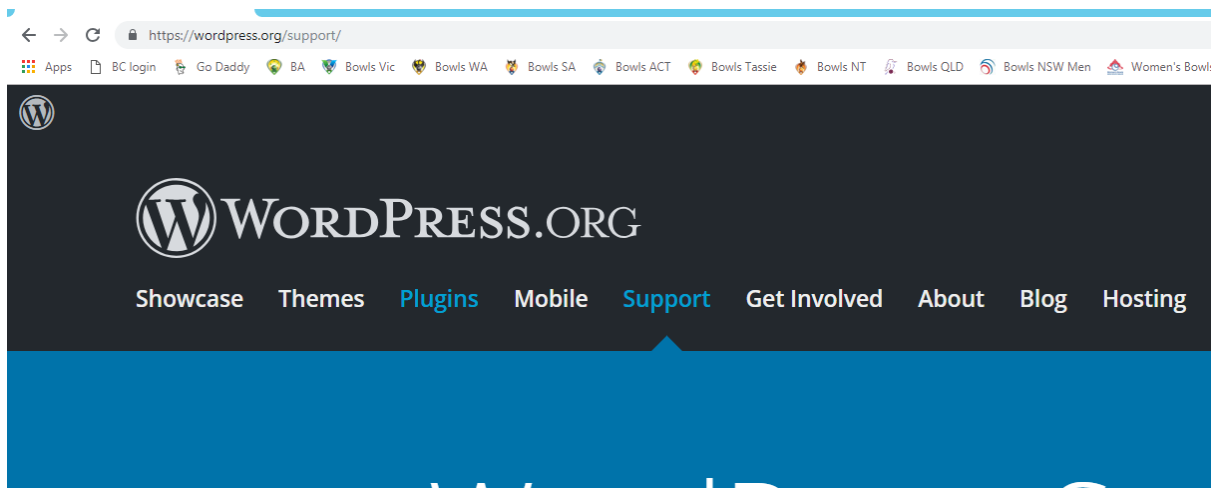 https://wordpress.org/support/
Apps BC login Go Daddy BA Bowls Vic Bowls WA Bowls SA Bowls ACT Bowls Tassie Bowls NT Bowls QLD Bowls NSW Men Women's Bowls
WORDPRESS.ORG
Showcase Themes Plugins Mobile Support Get Involved About Blog Hosting